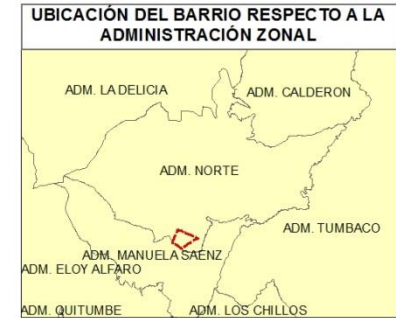 UBICACIÓN DEL BARRIO RESPECTO A LA
ADMINISTRACIÓN ZONAL
ADM. LA DELICIA
ADM. CALDERON
ADM. NORTE
ADM. TUMBACO
ADM. MANUELA SAENZ
ADM. ELOY ALFARO
ADM. QUITUMBE
ADM. LOS CHILLOS